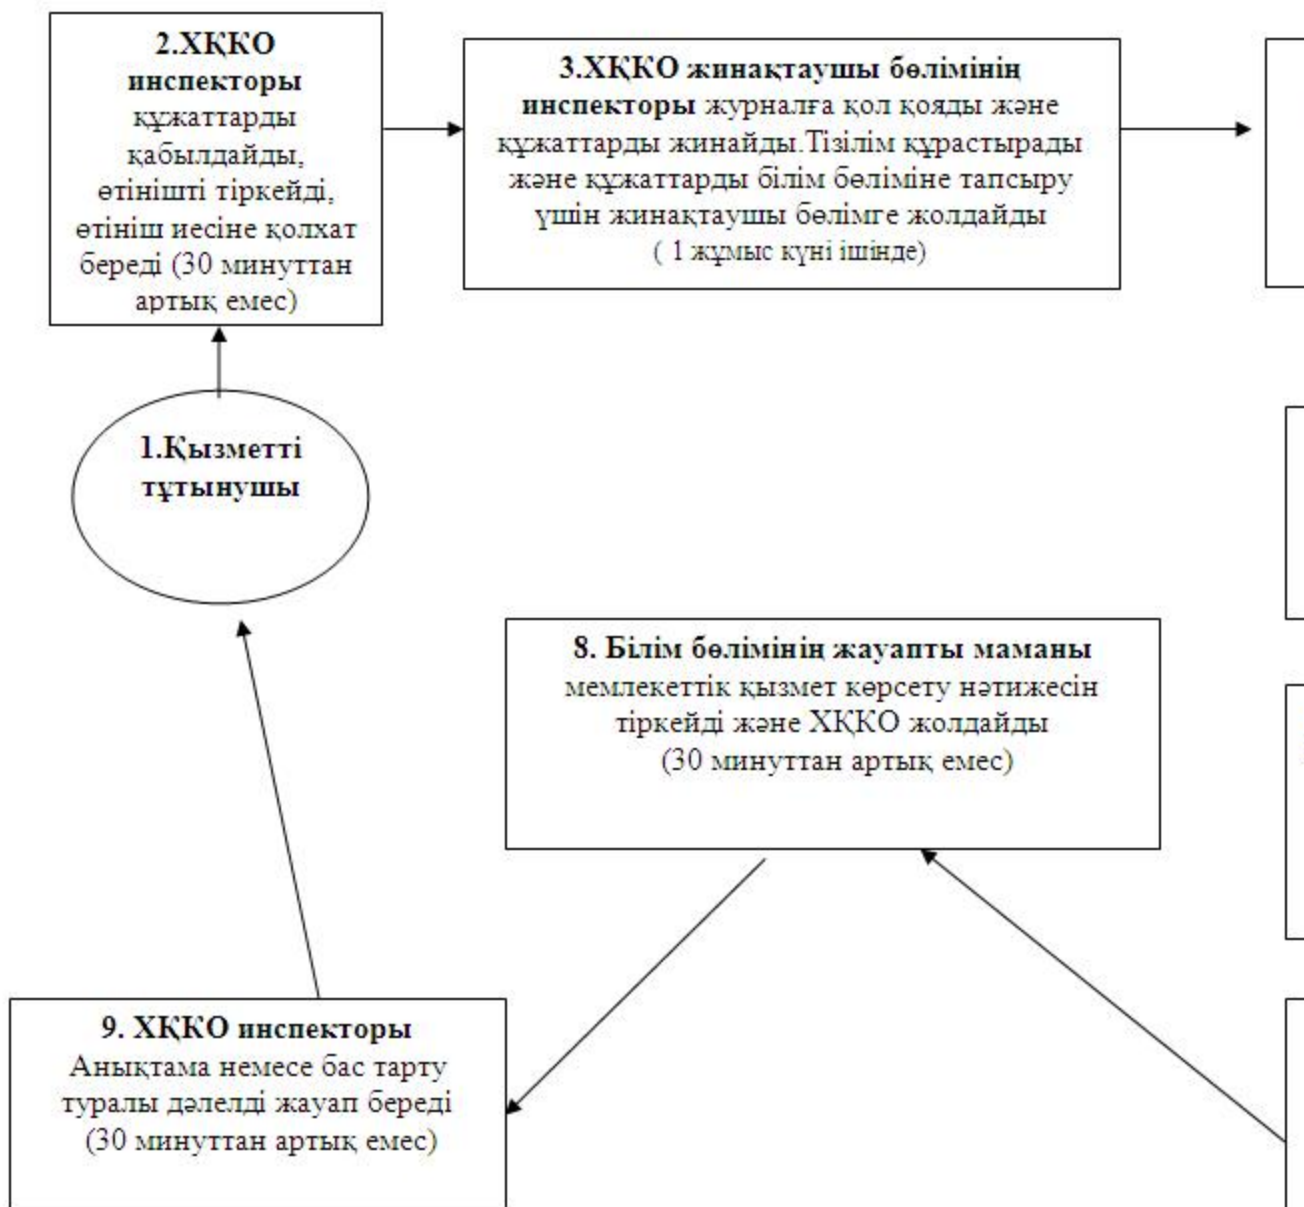 2.ХҚКО
инспекторы
құжаттарды
қабылдайды,
өтінішті тіркейді,
өтініш иесіне қолхат
береді (30 минуттан
артық емес)
3.ХҚКО жинақтаушы бөлімінің
инспекторы журналға қол қояды және
құжаттарды жинайды.Тізілім құрастырады
және құжаттарды білім бөліміне тапсыру
үшін жинақтаушы бөлімге жолдайды
( 1 жұмыс күні ішінде)
1.Қызметті
тұтынушы
8. Білім бөлімінің жауапты маманы
мемлекеттік қызмет көрсету нәтижесін
тіркейді және ХҚКО жолдайды
(30 минуттан артық емес)
9. ХҚКО инспекторы
Анықтама немесе бас тарту
туралы дәлелді жауап береді
(30 минуттан артық емес)